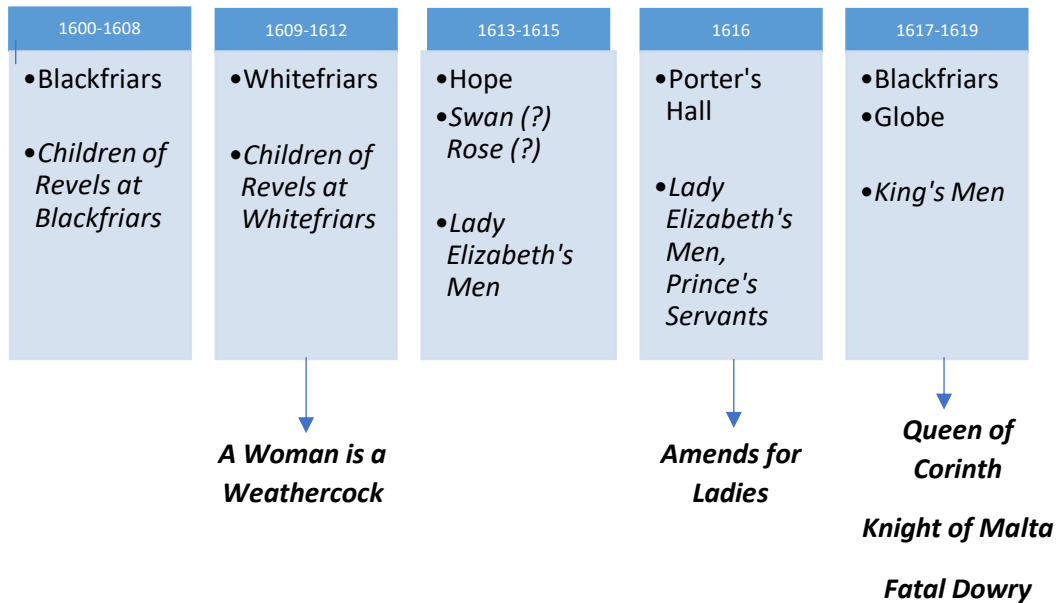 1600-1608
•Blackfriars
•Children of
Revels at
Blackfriars
1609-1612
•Whitefriars
•Children of
Revels at
Whitefriars
A Woman is a
Weathercock
1613-1615
•Hope
•Swan (?)
Rose (?)
•Lady
Elizabeth's
Men
1616
•Porter's
Hall
•Lady
Elizabeth's
Men,
Prince's
Servants
Amends for
Ladies
1617-1619
•Blackfriars
•Globe
•King's Men
Queen of
Corinth
Knight of Malta
Fatal Dowry